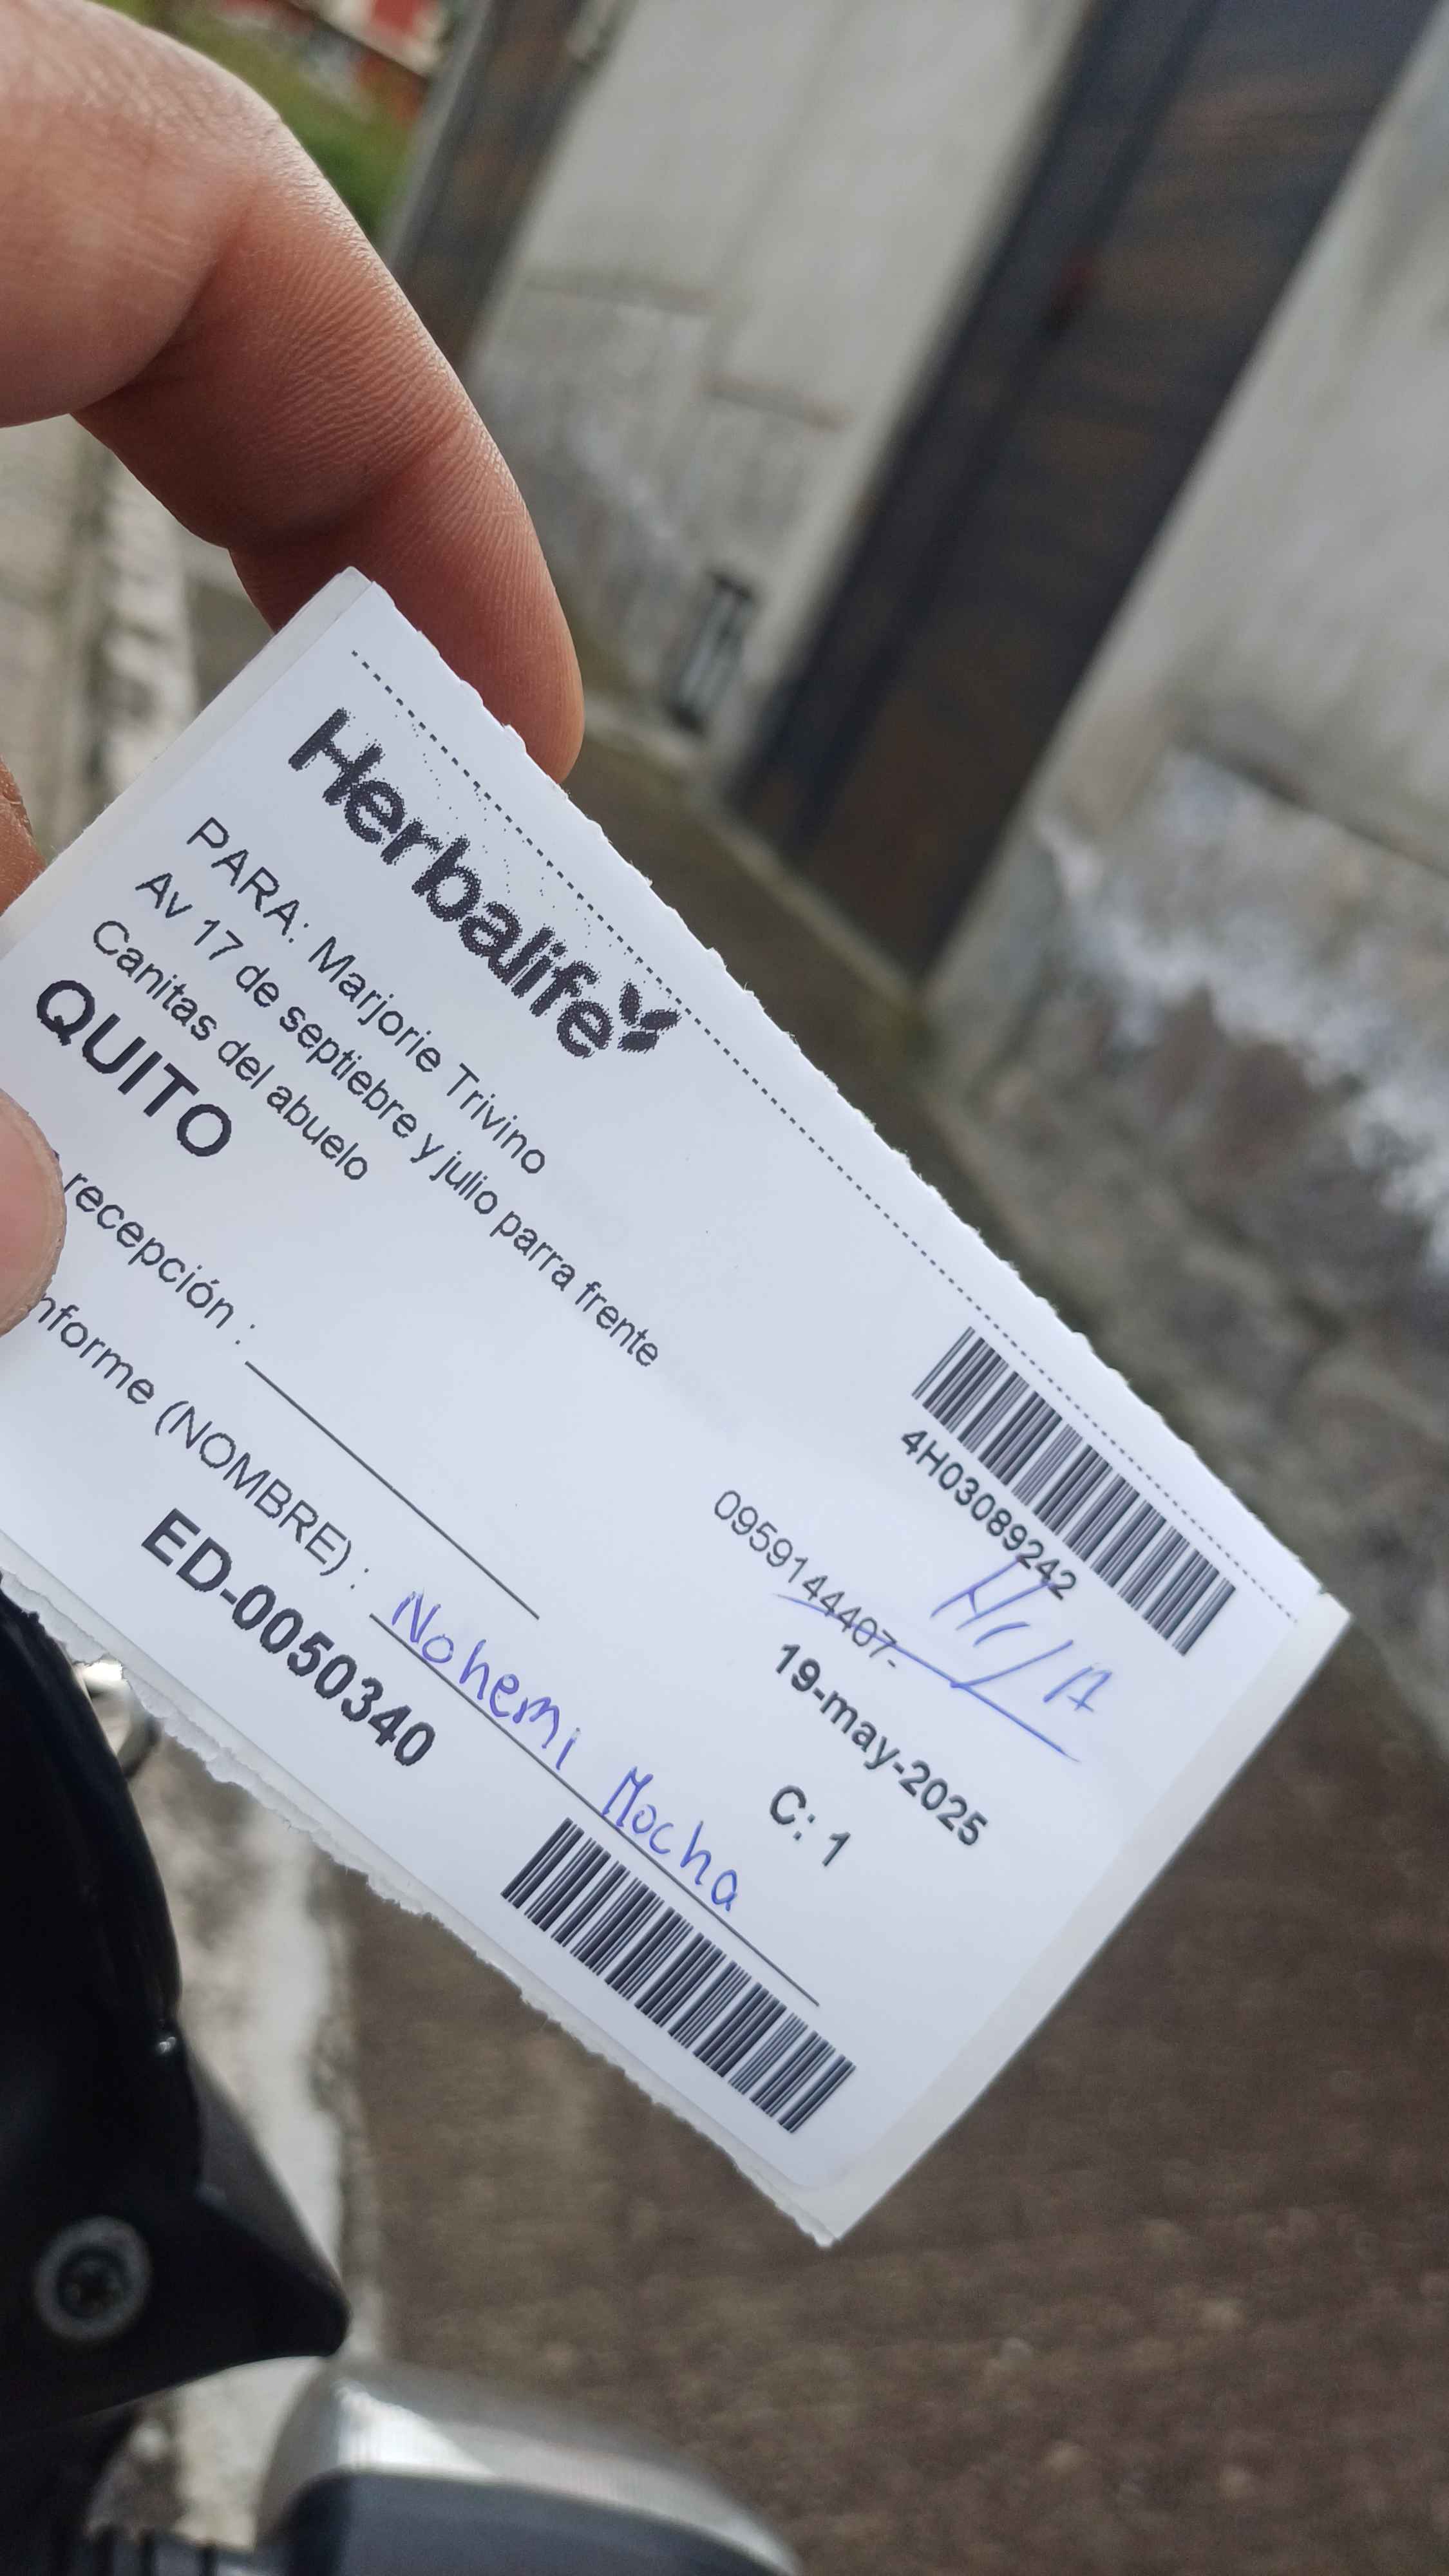 Herbalife
PARA: Marjorie Trivino
Av 17 de septiembre y julio parra frente
Canitas del abuelo
QUITO
4H03089242
0959144407-
19-may-2025
C: 1
recepción :
nforme (NOMBRE) : Nohemi Mocha
ED-0050340